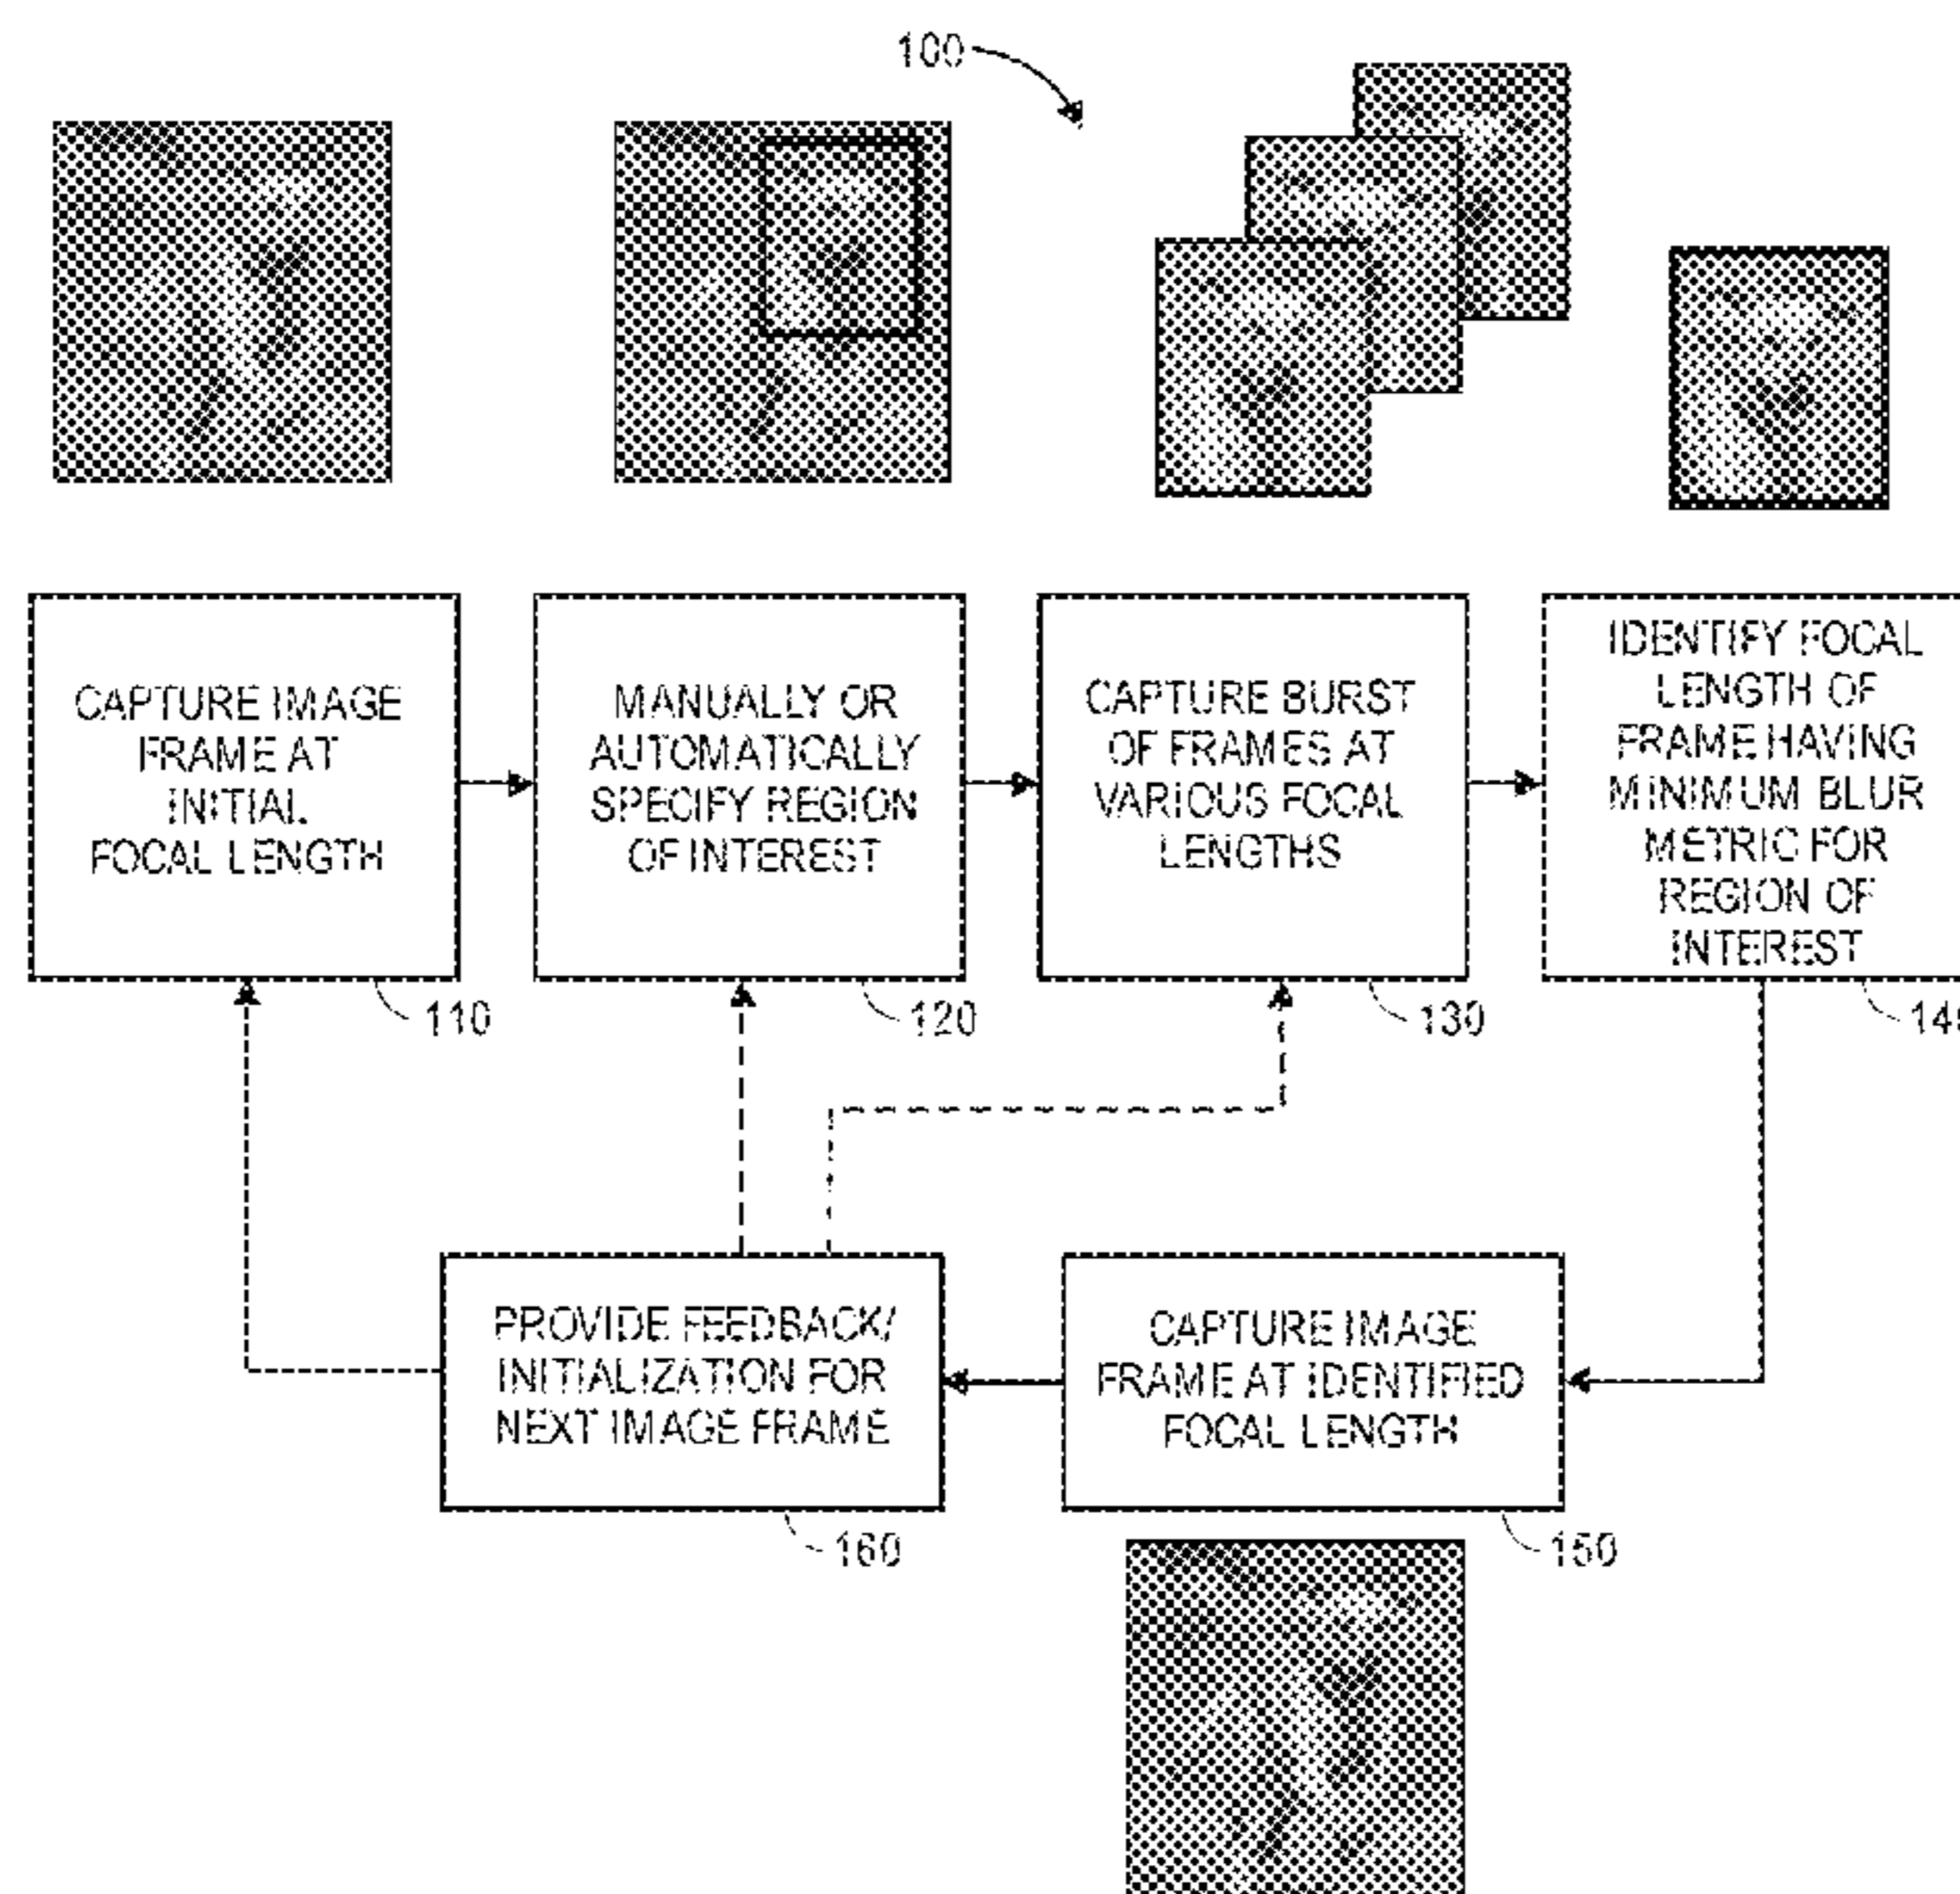 100
CAPTURE IMAGE
FRAME AT
INITIAL
FOCAL LENGTH
110
MANUALLY OR
AUTOMATICALLY
SPECIFY REGION
OF INTEREST
120
CAPTURE BURST
OF FRAMES AT
VARIOUS FOCAL
LENGTHS
130
IDENTIFY FOCAL
LENGTH OF
FRAME HAVING
MINIMUM BLUR
METRIC FOR
REGION OF
INTEREST
PROVIDE FEEDBACK/
INITIALIZATION FOR
NEXT IMAGE FRAME
160
CAPTURE IMAGE
FRAME AT IDENTIFIED
FOCAL LENGTH
150